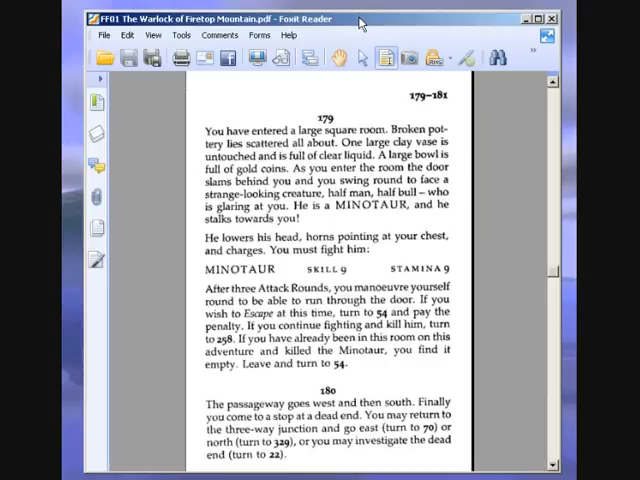 FF01 The Warlock of Firetop Mountain.pdf - Foxit Reader
File Edit View Tools Comments Forms Help
179-181
179
You have entered a large square room. Broken pot-
tery lies scattered all about. One large clay vase is
untouched and is full of clear liquid. A large bowl is
full of gold coins. As you enter the room the door
slams behind you and you swing round to face a
strange-looking creature, half man, half bull – who
is glaring at you. He is a MINOTAUR, and he
stalks towards you!
He lowers his head, horns pointing at your chest,
and charges. You must fight him:
MINOTAUR SKILL 9 STAMINA 9
After three Attack Rounds, you manoeuvre yourself
round to be able to run through the door. If you
wish to Escape at this time, turn to 54 and pay the
penalty. If you continue fighting and kill him, turn
to 258. If you have already been in this room on this
adventure and killed the Minotaur, you find it
empty. Leave and turn to 54.
180
The passageway goes west and then south. Finally
you come to a stop at a dead end. You may return to
the three-way junction and go east (turn to 70) or
north (turn to 329), or you may investigate the dead
end (turn to 22).